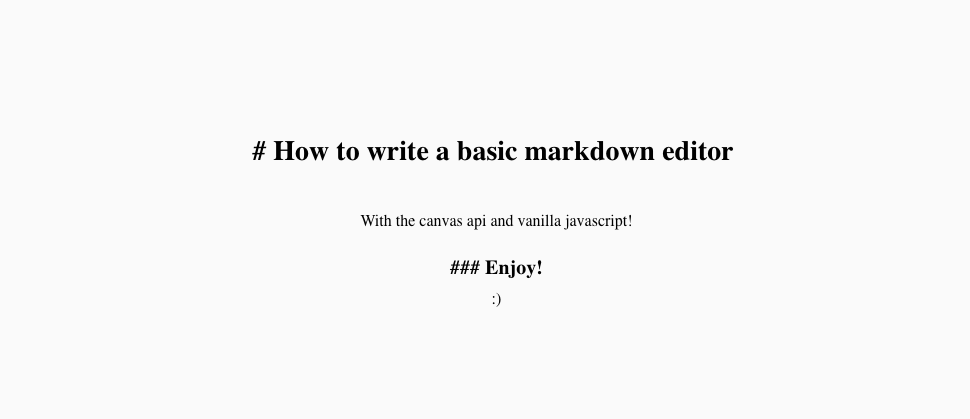 # How to write a basic markdown editor
With the canvas api and vanilla javascript!
### Enjoy!
:)